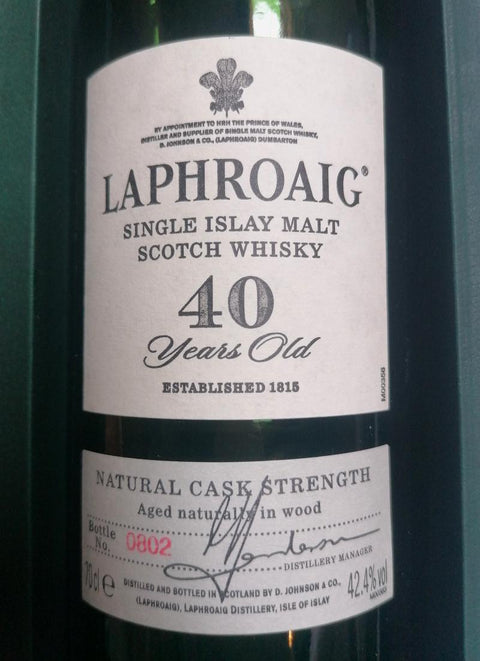 BY APPOINTMENT TO HRH THE PRINCE OF WALES,
DISTILLER AND SUPPLIER OF SINGLE MALT SCOTCH WHISKY,
D. JOHNSON & CO., (LAPHROAIG) DUMBARTON
LAPHROAIG®
SINGLE ISLAY MALT
SCOTCH WHISKY
40
Years Old
ESTABLISHED 1815
NATURAL CASK STRENGTH
Aged naturally in wood
Bottle
No. 0802
DISTILLERY MANAGER
70cl e
42.4% vol
DISTILLED AND BOTTLED IN SCOTLAND BY D. JOHNSON & CO.,
(LAPHROAIG), LAPHROAIG DISTILLERY, ISLE OF ISLAY